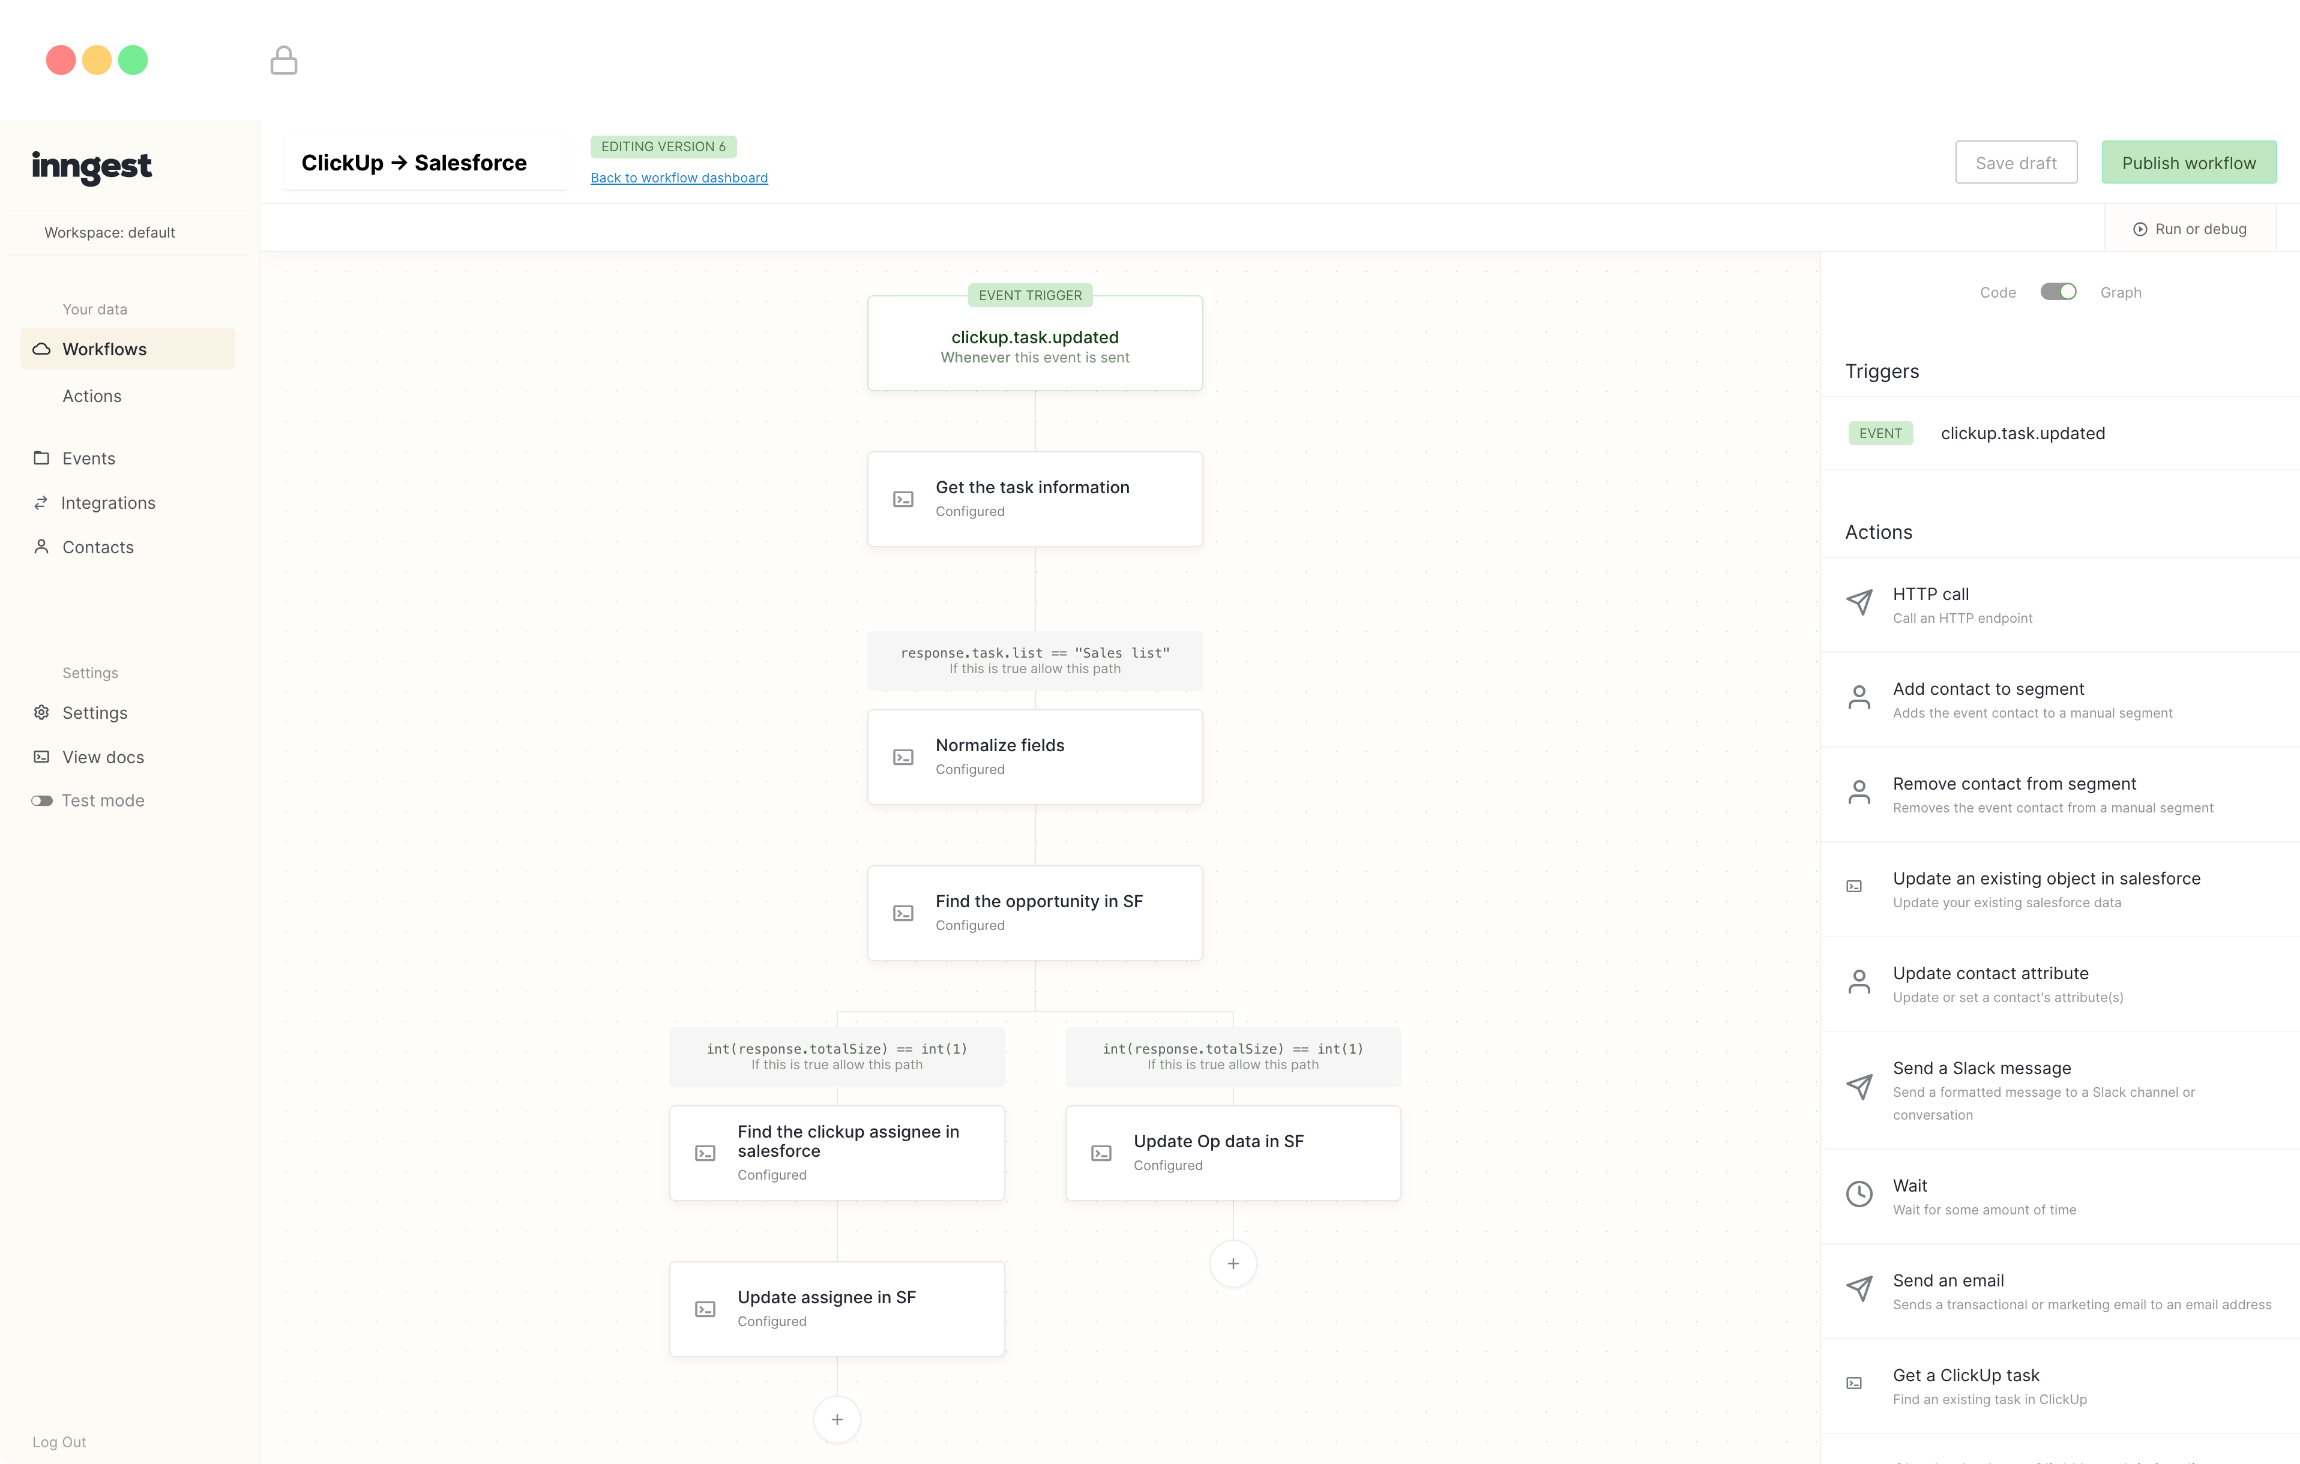 inngest
Workspace: default
Your data
Workflows
Actions
Events
Integrations
Contacts
Settings
Settings
View docs
Test mode
Log Out
ClickUp → Salesforce
EDITING VERSION 6
Back to workflow dashboard
Save draft
Publish workflow
Run or debug
EVENT TRIGGER
clickup.task.updated
Whenever this event is sent
Get the task information
Configured
response.task.list == "Sales list"
If this is true allow this path
Normalize fields
Configured
Find the opportunity in SF
Configured
int(response.totalSize) == int(1)
If this is true allow this path
Find the clickup assignee in
salesforce
Configured
Update assignee in SF
Configured
+
int(response.totalSize) == int(1)
If this is true allow this path
Update Op data in SF
Configured
+
Code
Graph
Triggers
EVENT
clickup.task.updated
Actions
HTTP call
Call an HTTP endpoint
Add contact to segment
Adds the event contact to a manual segment
Remove contact from segment
Removes the event contact from a manual segment
Update an existing object in salesforce
Update your existing salesforce data
Update contact attribute
Update or set a contact's attribute(s)
Send a Slack message
Send a formatted message to a Slack channel or
conversation
Wait
Wait for some amount of time
Send an email
Sends a transactional or marketing email to an email address
Get a ClickUp task
Find an existing task in ClickUp